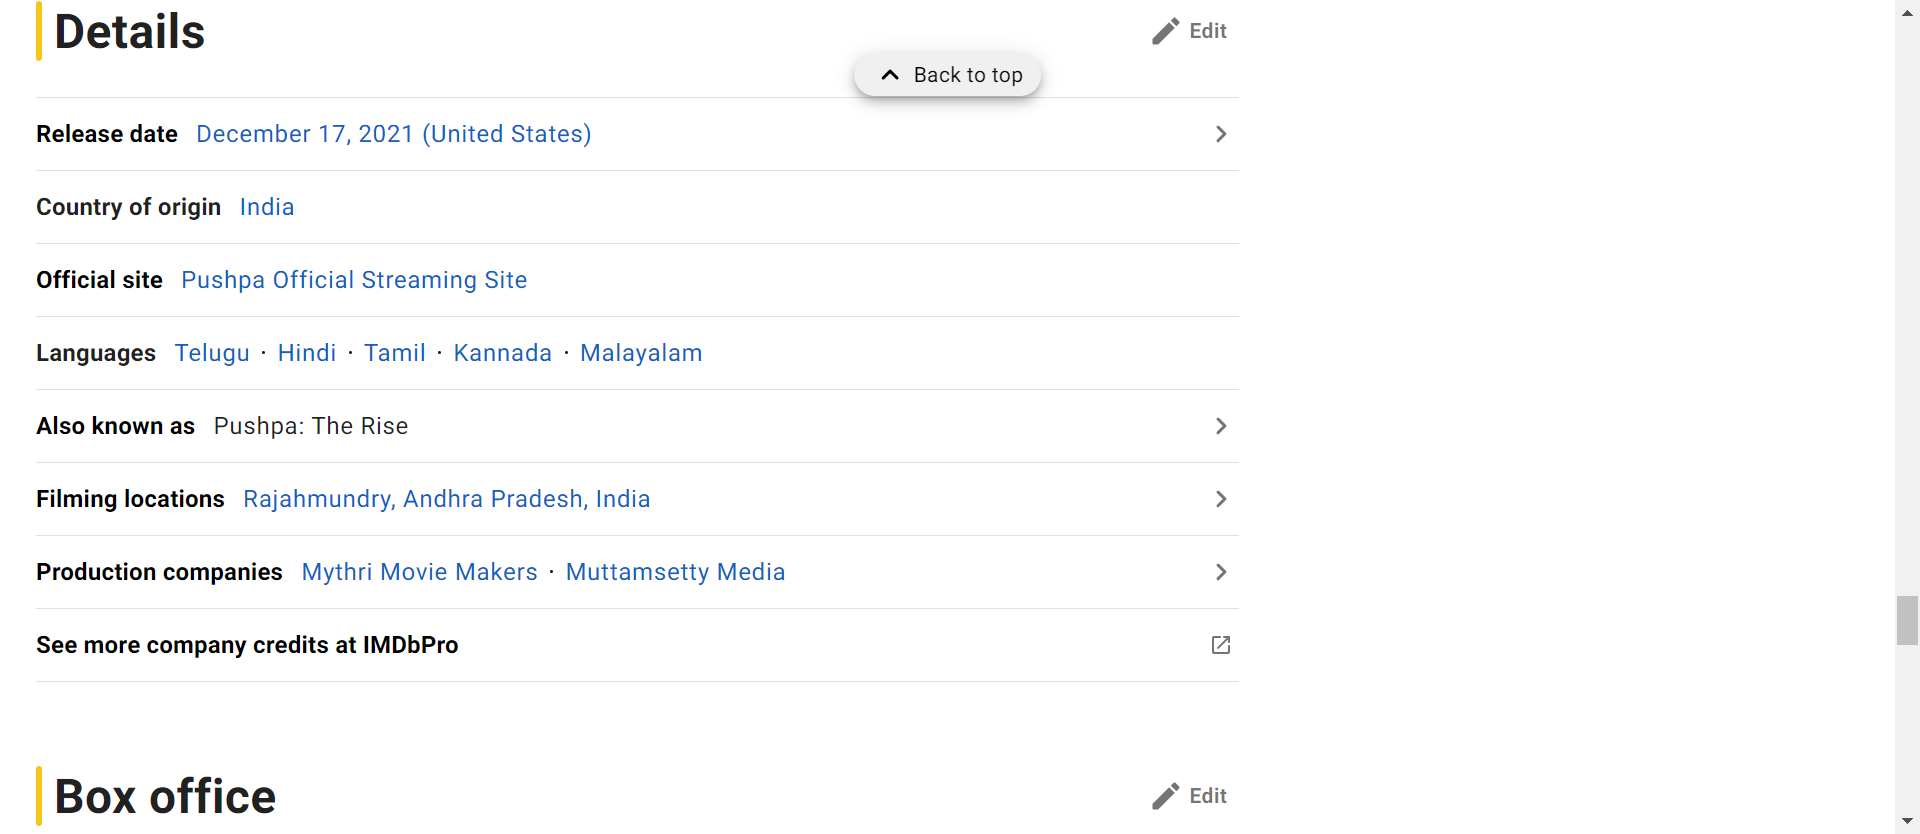 Details
Edit
Back to top
Release date December 17, 2021 (United States)
Country of origin India
Official site Pushpa Official Streaming Site
Languages Telugu · Hindi · Tamil · Kannada · Malayalam
Also known as Pushpa: The Rise
Filming locations Rajahmundry, Andhra Pradesh, India
Production companies Mythri Movie Makers · Muttamsetty Media
See more company credits at IMDbPro
Box office
Edit